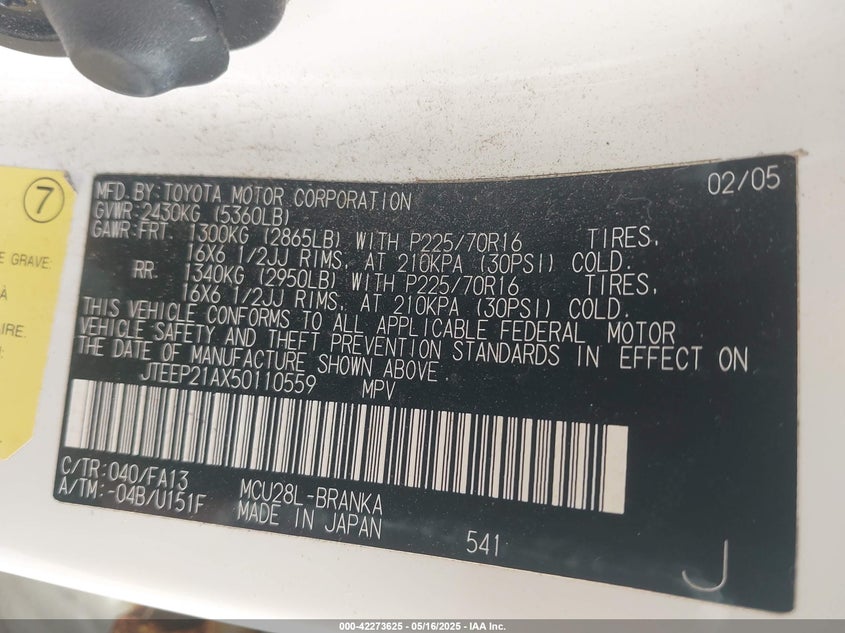 7
E GRAVE
À
AIRE.
MFD. BY: TOYOTA MOTOR CORPORATION 02/05
GVWR: 2430KG (5360LB)
GAWR: FRT. 1300KG (2865LB) WITH P225/70R16 TIRES,
16X6 1/2JJ RIMS, AT 210KPA (30PSI) COLD.
RR. 1340KG (2950LB) WITH P225/70R16 TIRES,
16X6 1/2JJ RIMS, AT 210KPA (30PSI) COLD.
THIS VEHICLE CONFORMS TO ALL APPLICABLE FEDERAL MOTOR
VEHICLE SAFETY AND THEFT PREVENTION STANDARDS IN EFFECT ON
THE DATE OF MANUFACTURE SHOWN ABOVE.
JTEEP21AX50110559 MPV
C/TR: 040/FA13
A/TM: -04B/U151F
MCU28L-BRANKA
MADE IN JAPAN
541
J
000-42273625 - 05/16/2025 - IAA Inc.